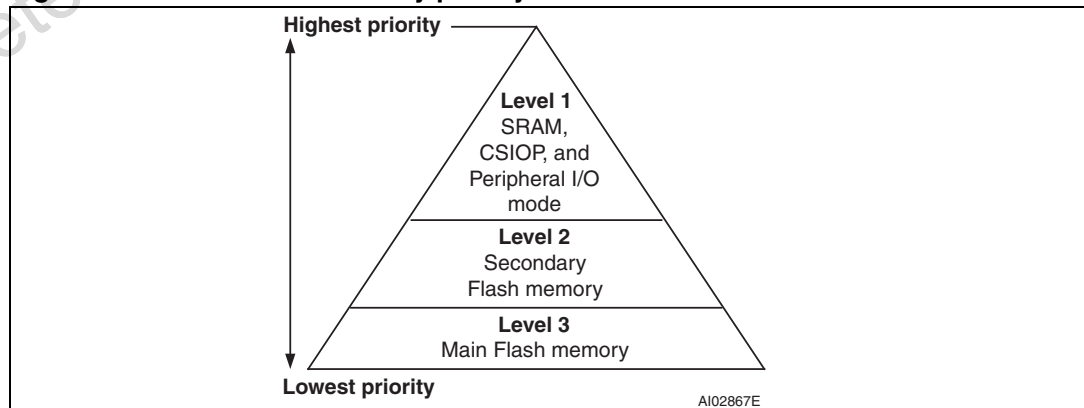 Highest priority
Level 1
SRAM,
CSIOP, and
Peripheral I/O
mode
Level 2
Secondary
Flash memory
Level 3
Main Flash memory
Lowest priority
AI02867E